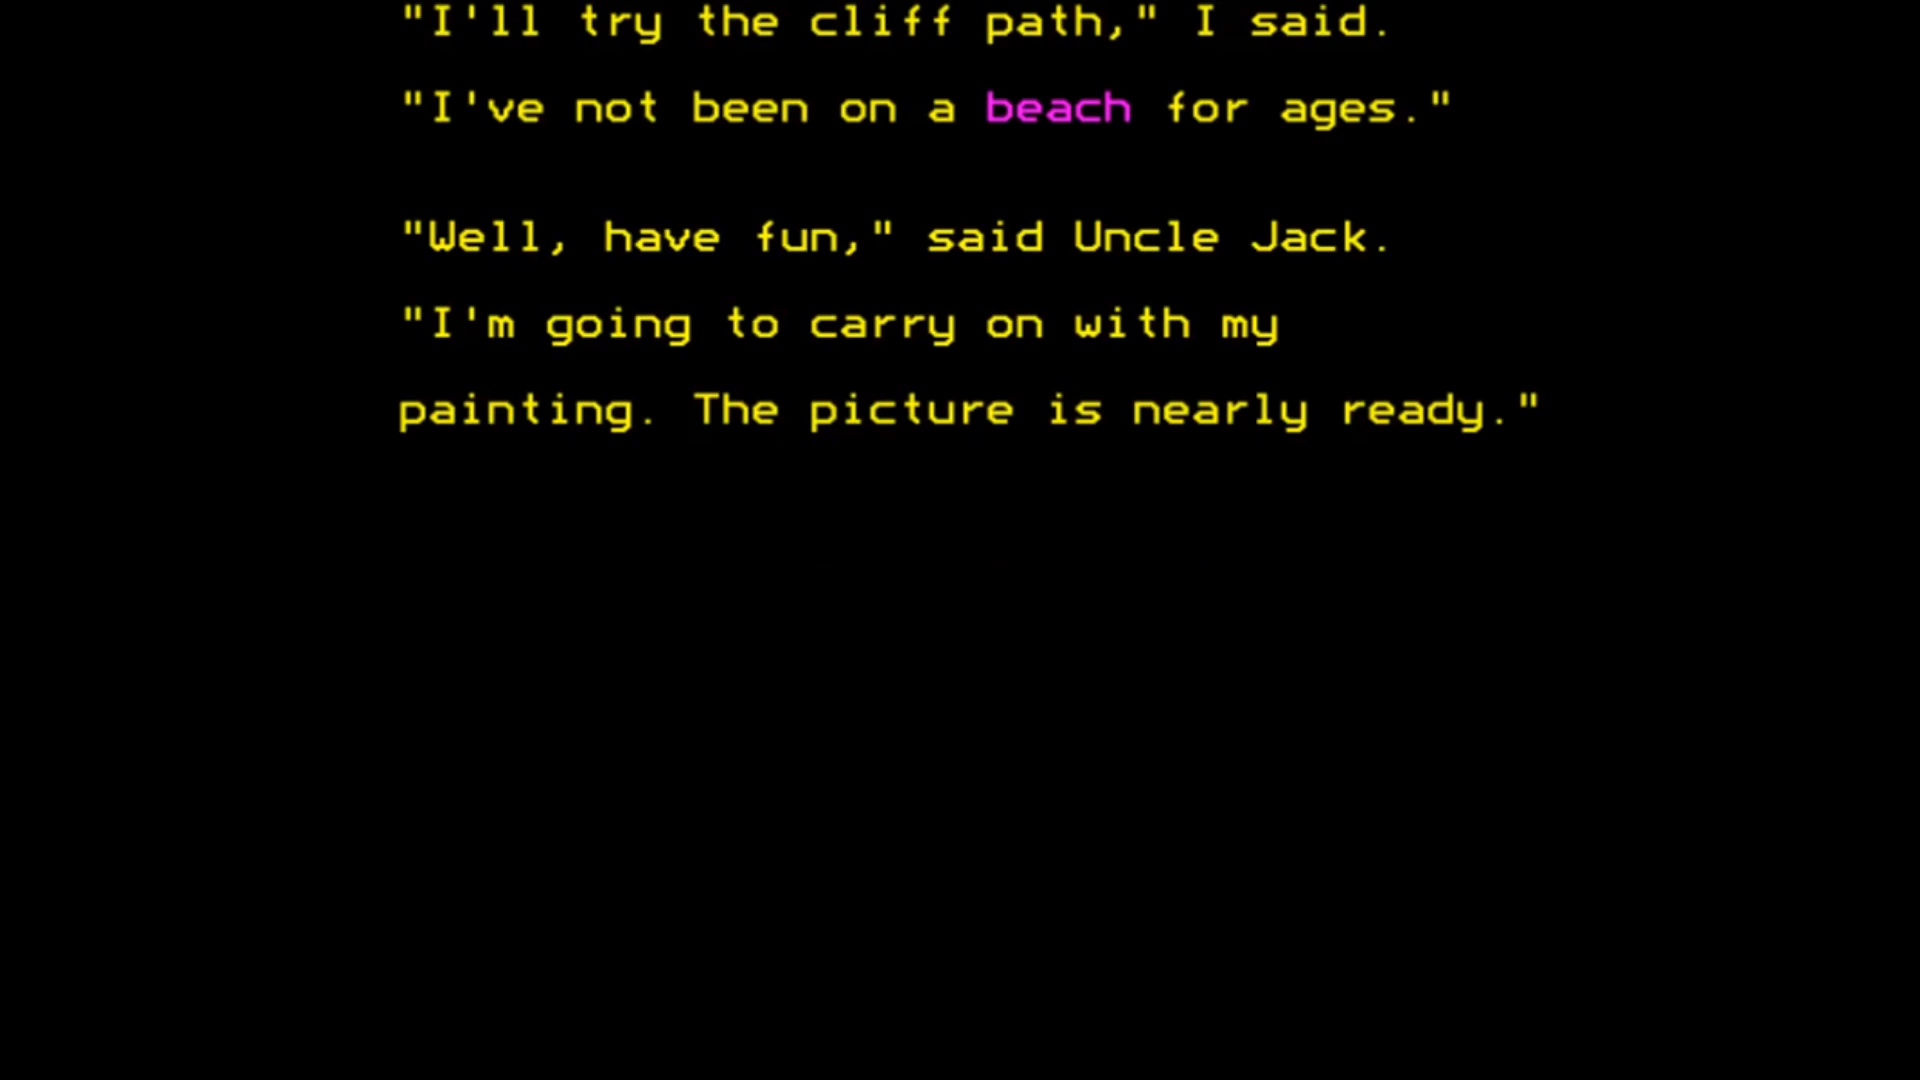 "I'll try the cliff path," I said.
"I've not been on a beach for ages."
"Well, have fun," said Uncle Jack.
"I'm going to carry on with my
painting. The picture is nearly ready."